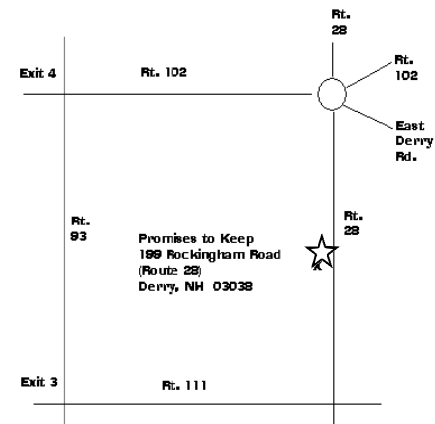 Rt.
28
Exit 4
Rt. 102
Rt.
102
East
Derry
Rd.
Rt.
93
Rt.
28
Promises to Keep
199 Rockingham Road
(Route 28)
Derry, NH 03038
Exit 3
Rt. 111